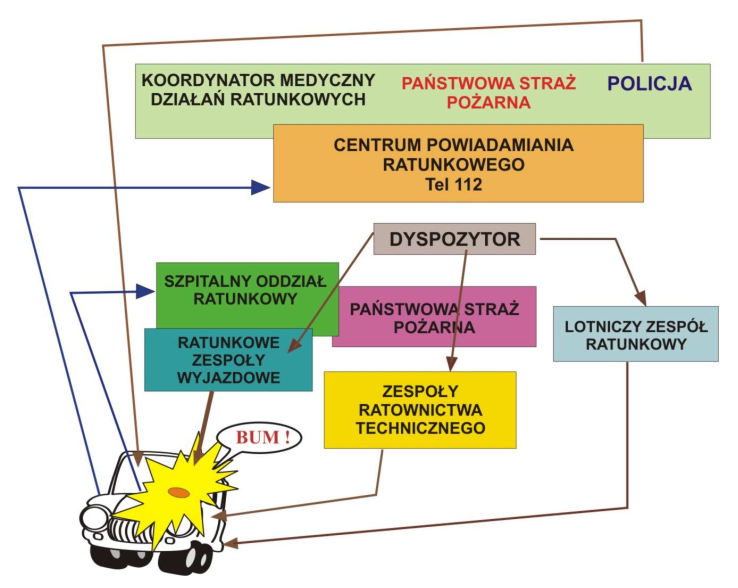 KOORDYNATOR MEDYCZNY
DZIAŁAŃ RATUNKOWYCH
PAŃSTWOWA STRAŻ
POŻARNA
POLICJA
CENTRUM POWIADAMIANIA
RATUNKOWEGO
Tel 112
DYSPOZYTOR
SZPITALNY ODDZIAŁ
RATUNKOWY
PAŃSTWOWA STRAŻ
POŻARNA
LOTNICZY ZESPÓŁ
RATUNKOWY
RATUNKOWE
ZESPOŁY
WYJAZDOWE
ZESPOŁY
RATOWNICTWA
TECHNICZNEGO
BUM !